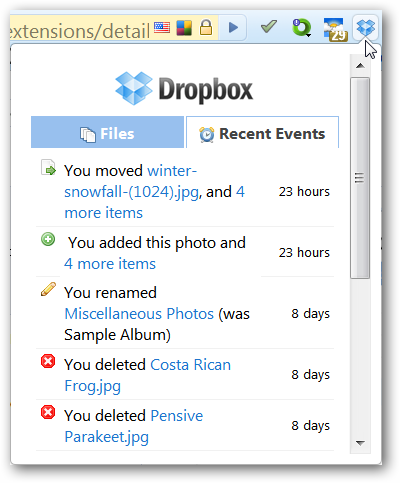 extensions/detail
29
Dropbox
Files
Recent Events
You moved winter-
snowfall-(1024).jpg, and 4
more items
23 hours
You added this photo and
4 more items
23 hours
You renamed
Miscellaneous Photos (was
Sample Album)
8 days
You deleted Costa Rican
Frog.jpg
8 days
You deleted Pensive
Parakeet.jpg
8 days